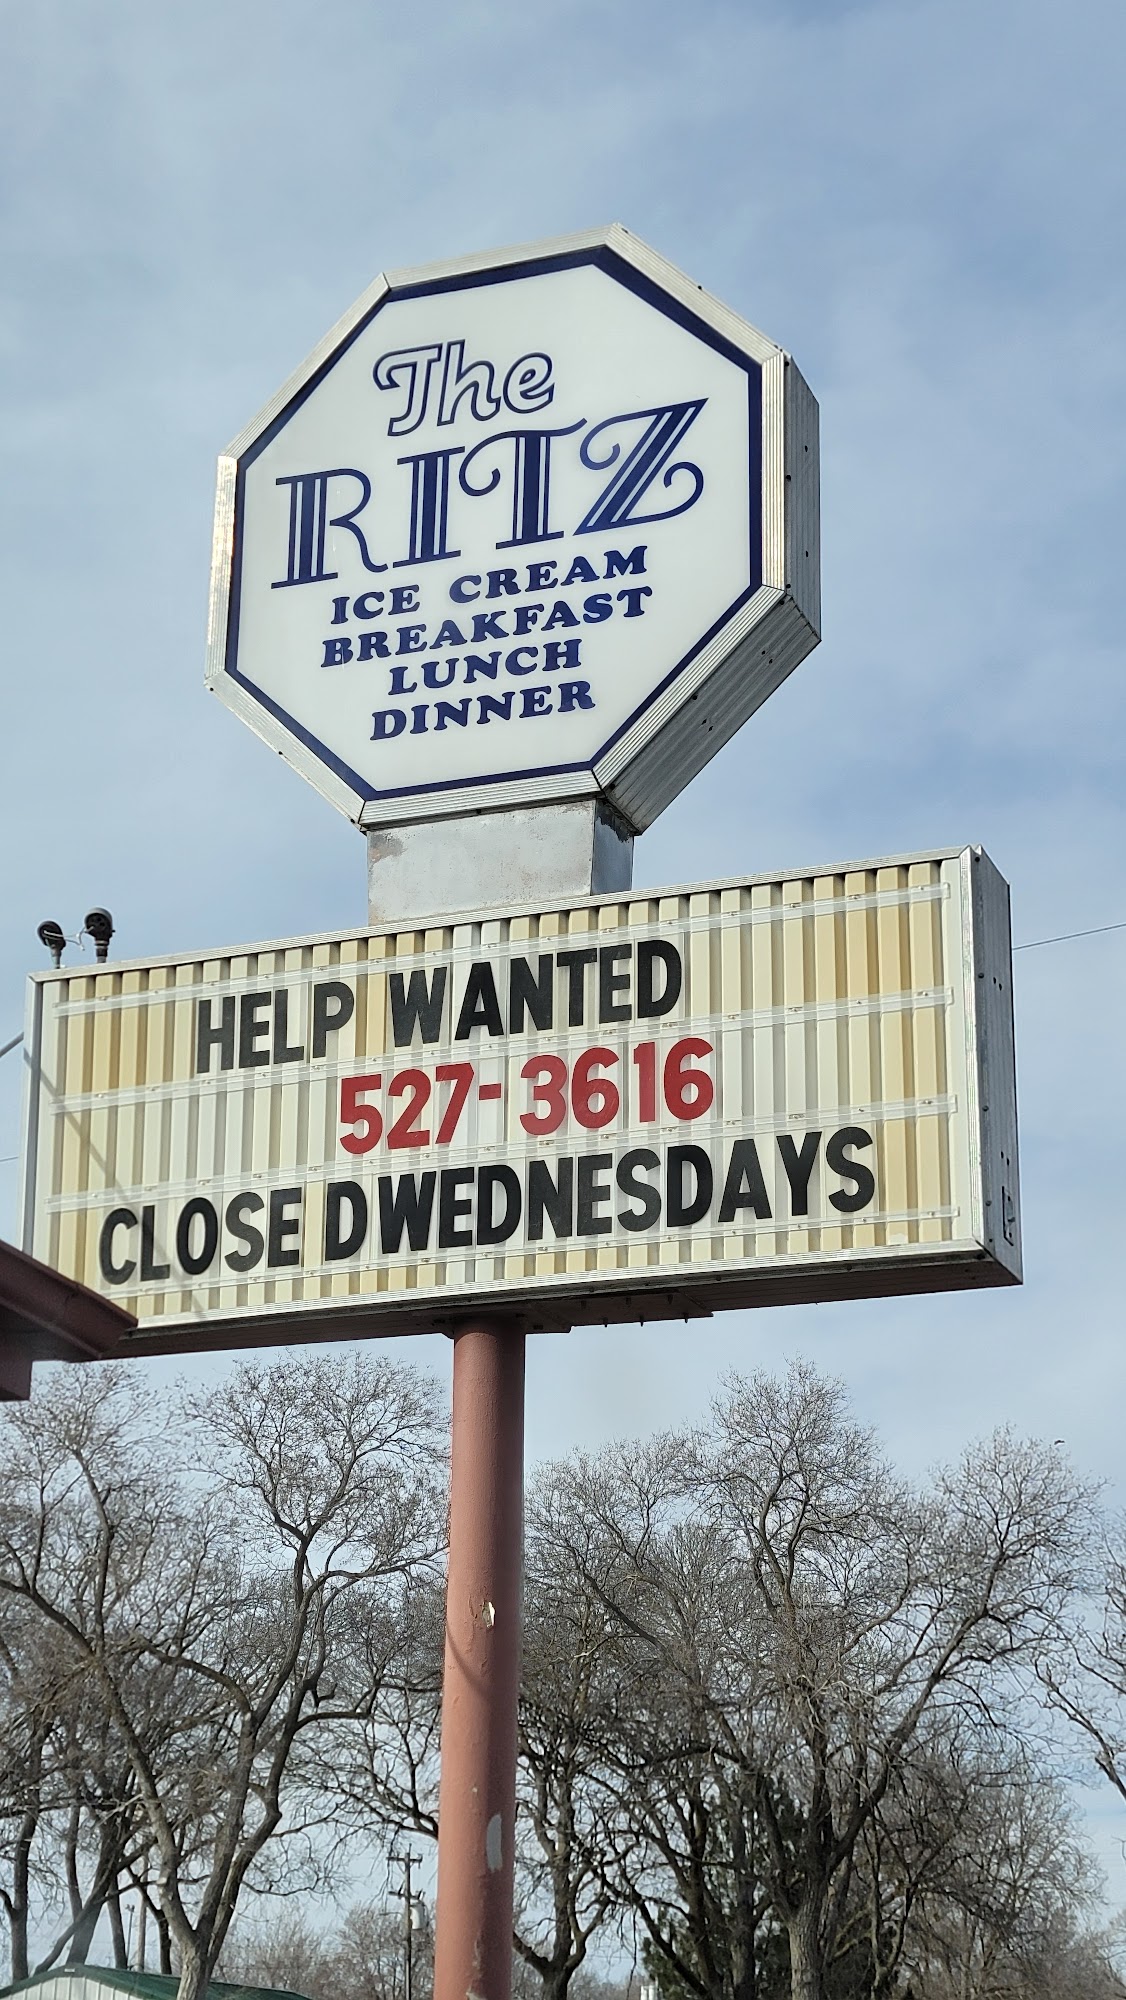 The
RITZ
ICE CREAM
BREAKFAST
LUNCH
DINNER
HELP WANTED
527-3616
CLOSE DWEDNESDAYS